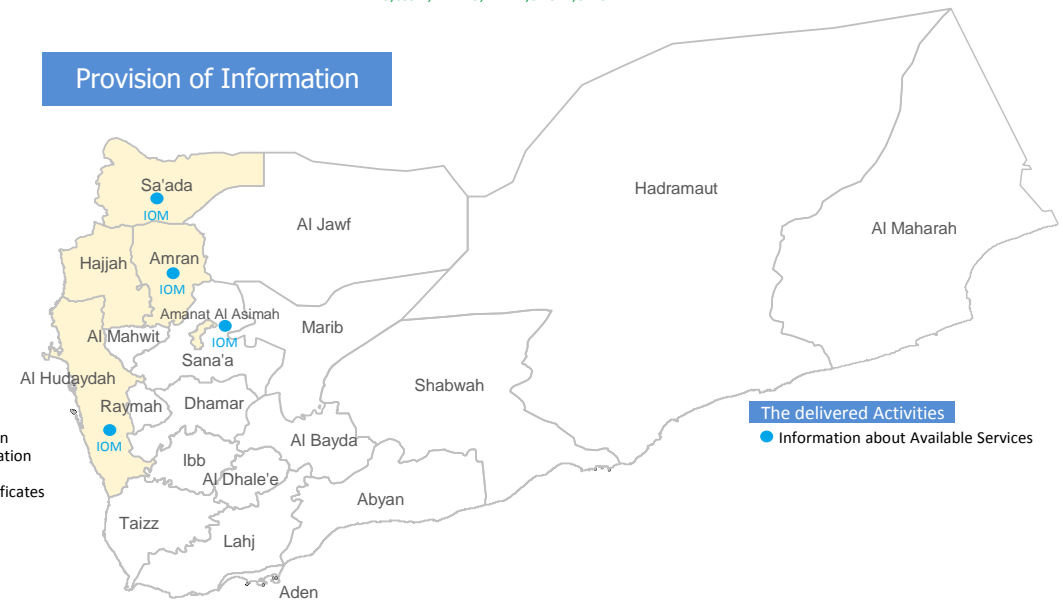 Provision of Information
Sa'ada
IOM
Hadramaut
Al Jawf
Al Maharah
Hajjah
Amran
IOM
Amanat Al Asimah
IOM
Marib
Al Mahwit
Sana'a
Al Hudaydah
Shabwah
Raymah
Dhamar
IOM
The delivered Activities
Information about Available Services
Al Bayda
Ibb
Al Dhale'e
Abyan
Taizz
Lahj
Aden
n
ation
ficates